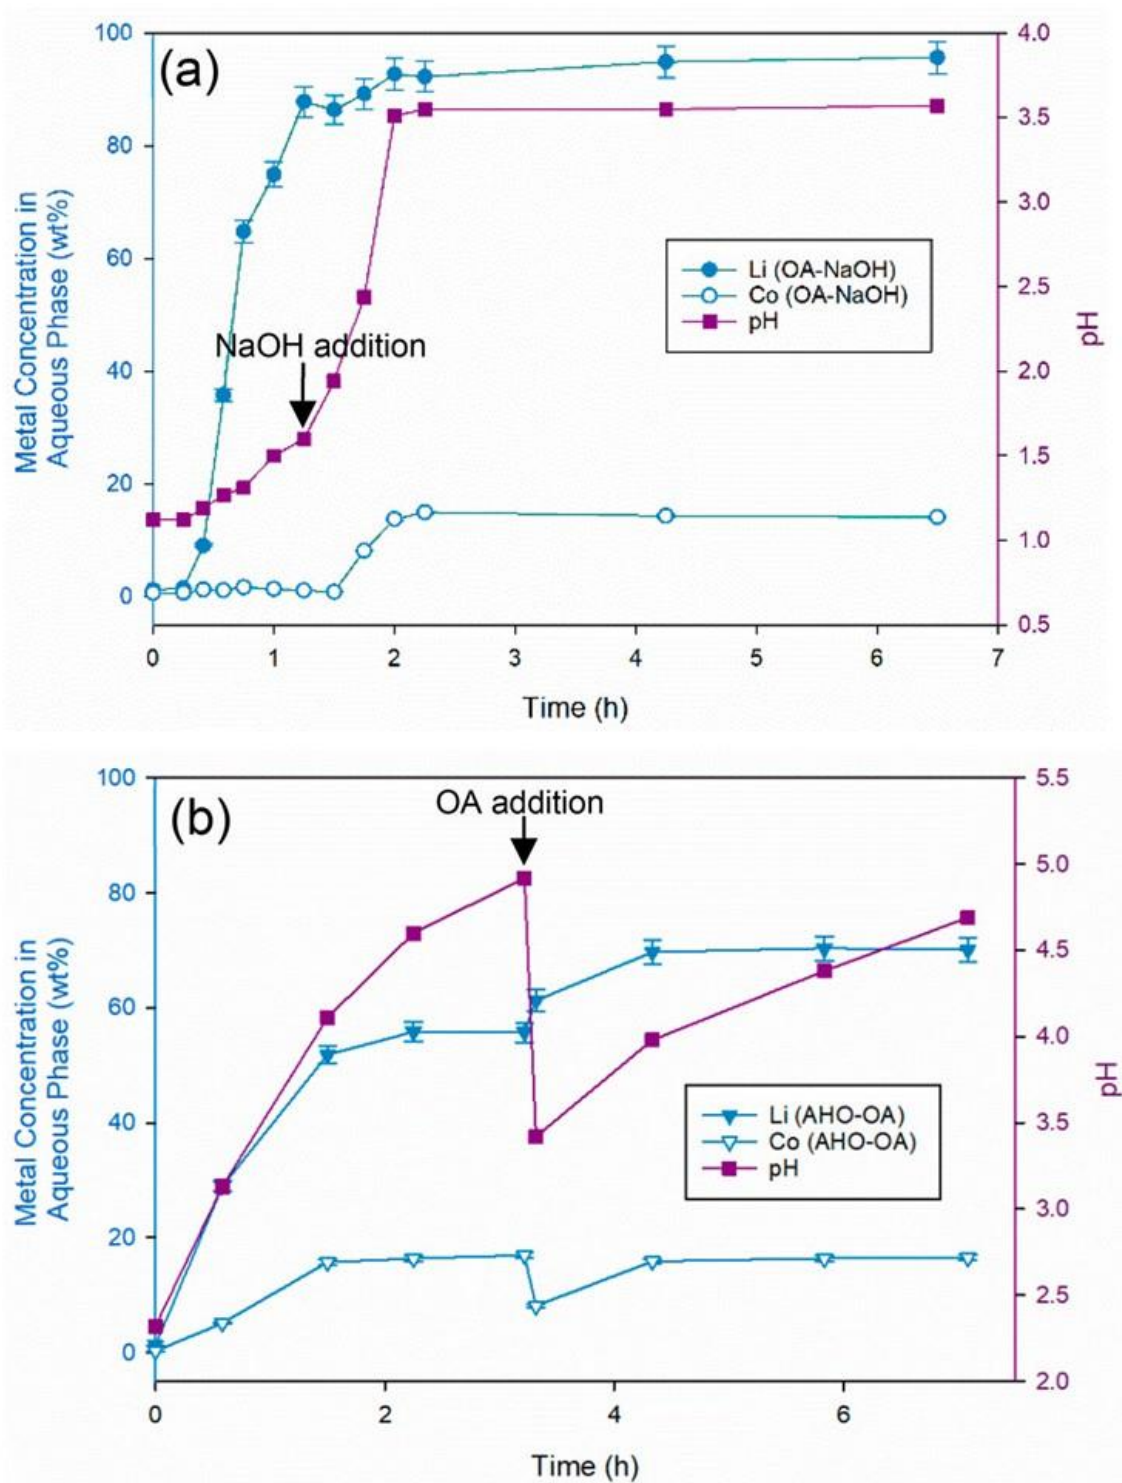 (a)
100
80
60
40
20
0
Metal Concentration in
Aqueous Phase (wt%)
4.0
3.5
3.0
2.5
2.0
1.5
1.0
0.5
pH
NaOH addition
Li (OA-NaOH)
Co (OA-NaOH)
pH
0 1 2 3 4 5 6 7
Time (h)
(b)
100
80
60
40
20
0
Metal Concentration in
Aqueous Phase (wt%)
5.5
5.0
4.5
4.0
3.5
3.0
2.5
2.0
pH
OA addition
Li (AHO-OA)
Co (AHO-OA)
pH
0 2 4 6
Time (h)